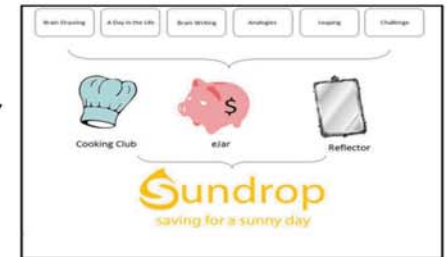 Brain Drawing A Day in the Life Brain Writing Analogies Leaping Challenge
$
Cooking Club eJar Reflector
Sundrop
saving for a sunny day